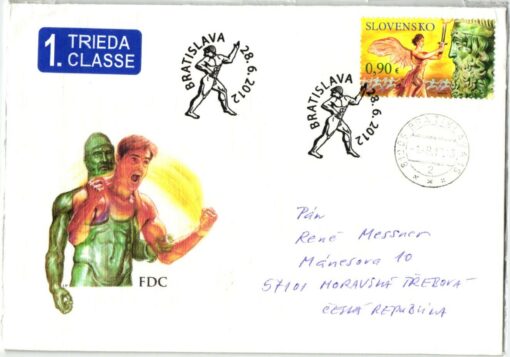 1. TRIEDA
CLASSE
BRATISLAVA
28.6.2012
SLOVENSKO
0,90 €
BRATISLAVA
28.6.2012
2
FDC
Pán
René Messner
Mánesova 10
57101 MORAVSKÁ TŘEBOVÁ
ČESKÁ REPUBLIKA